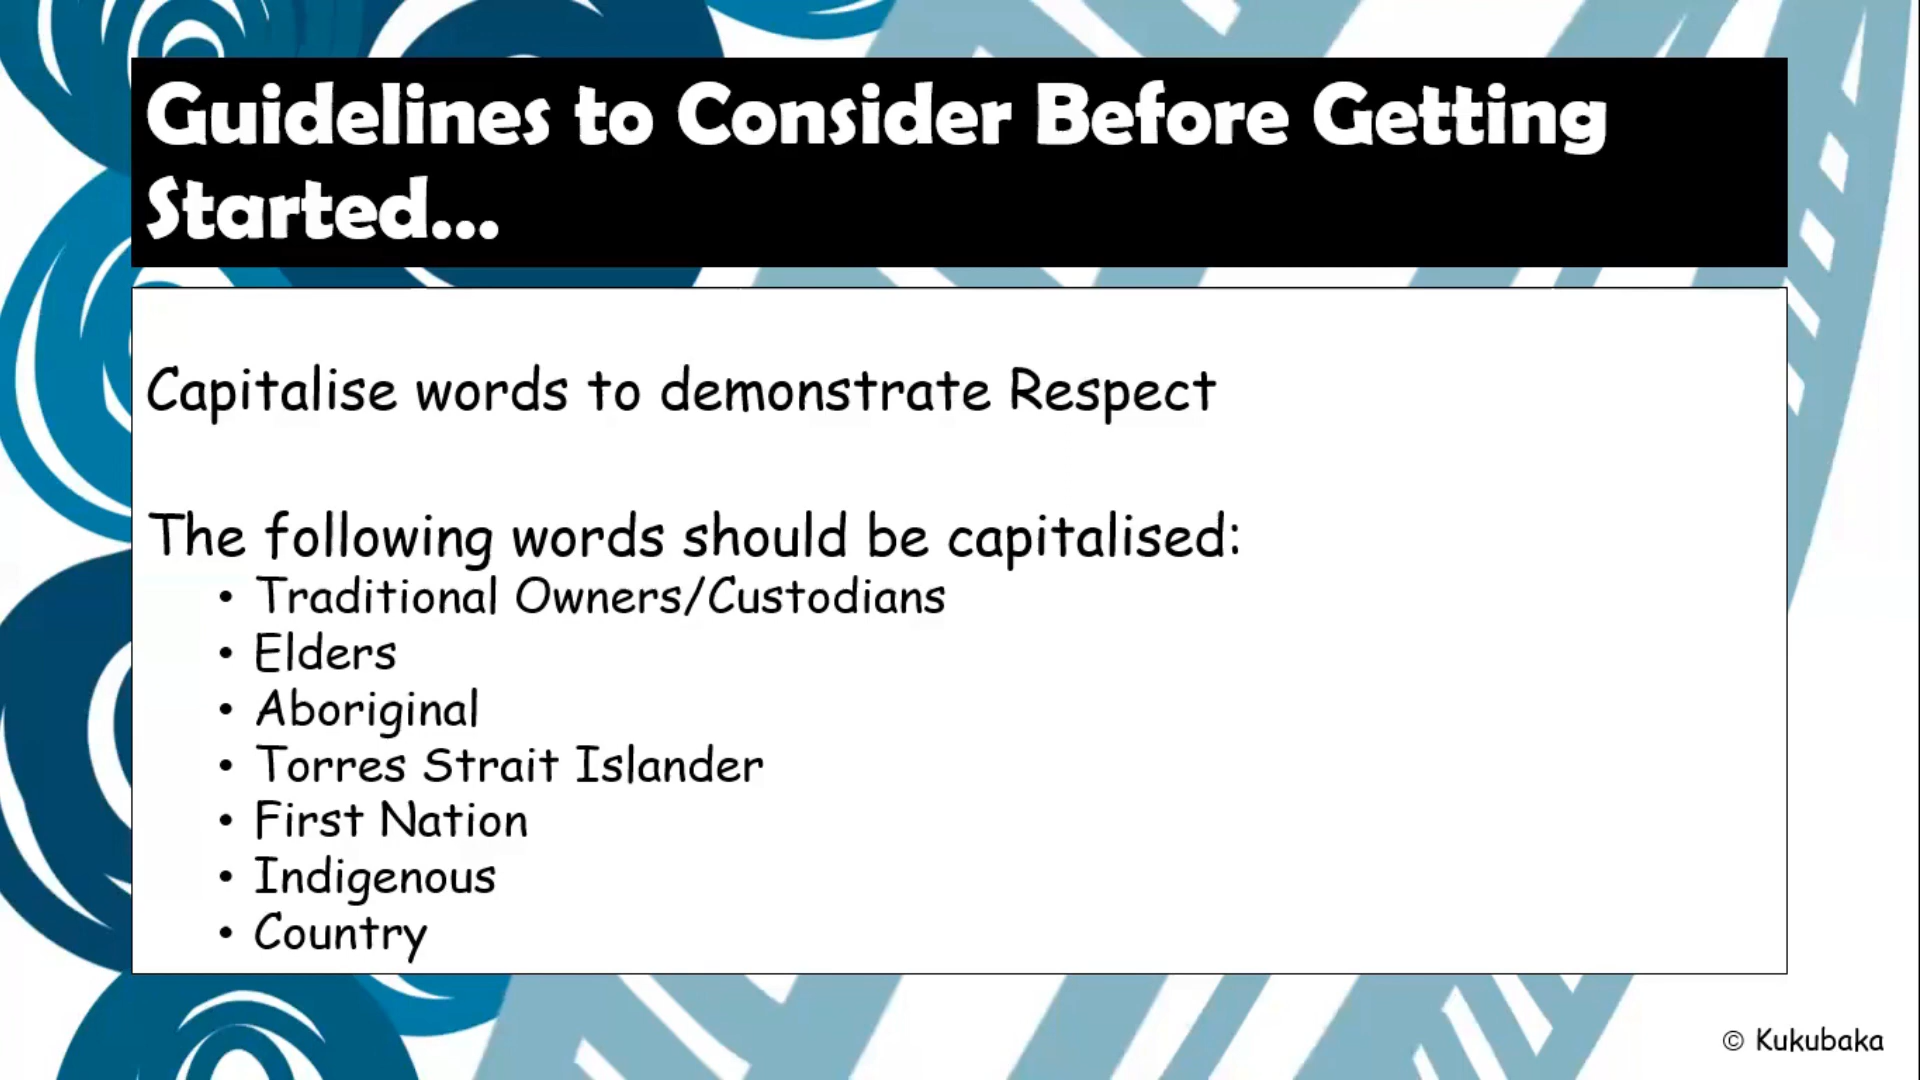 Guidelines to Consider Before Getting
Started...
Capitalise words to demonstrate Respect
The following words should be capitalised:
• Traditional Owners/Custodians
• Elders
• Aboriginal
• Torres Strait Islander
• First Nation
• Indigenous
• Country
© Kukubaka